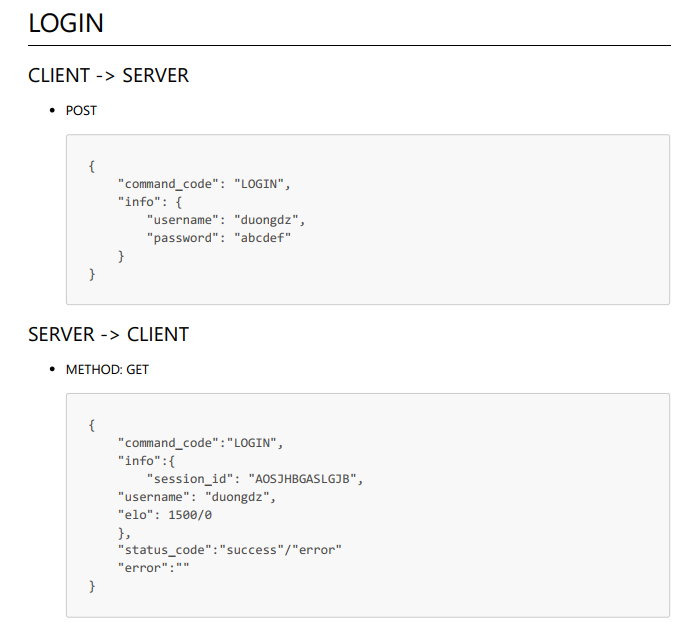 LOGIN
CLIENT -> SERVER
• POST
{
    "command_code": "LOGIN",
    "info": {
        "username": "duongdz",
        "password": "abcdef"
    }
}
SERVER -> CLIENT
• METHOD: GET
{
    "command_code":"LOGIN",
    "info":{
        "session_id": "AOSJHBGASLGJB",
    "username": "duongdz",
    "elo": 1500/0
    },
    "status_code":"success"/"error"
    "error":""
}